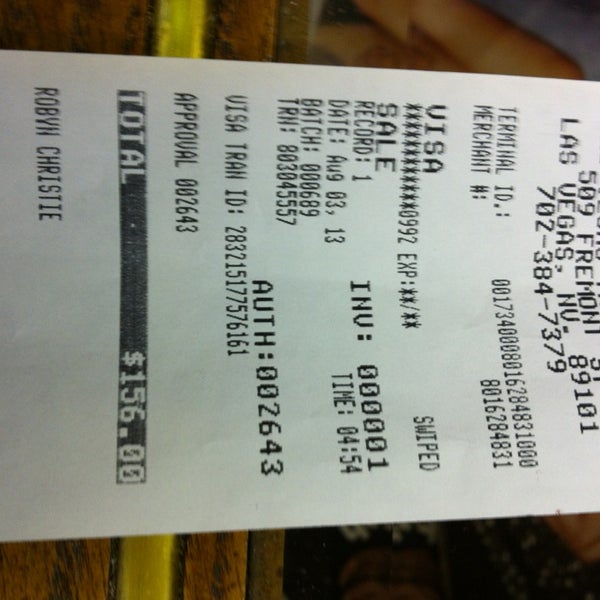 509 FREMONT ST
LAS VEGAS, NV. 89101
702-384-7379
TERMINAL ID.: 0017340008016284831000
MERCHANT #: 8016284831
VISA
************0992 EXP:**/** SWIPED
SALE
RECORD: 1 INV: 000001
DATE: Aug 03, 13 TIME: 04:54
BATCH: 000689
TRN: 803045557 AUTH:002643
VISA TRAN ID: 283215177576161
APPROVAL 002643
TOTAL $156.00
ROBYN CHRISTIE